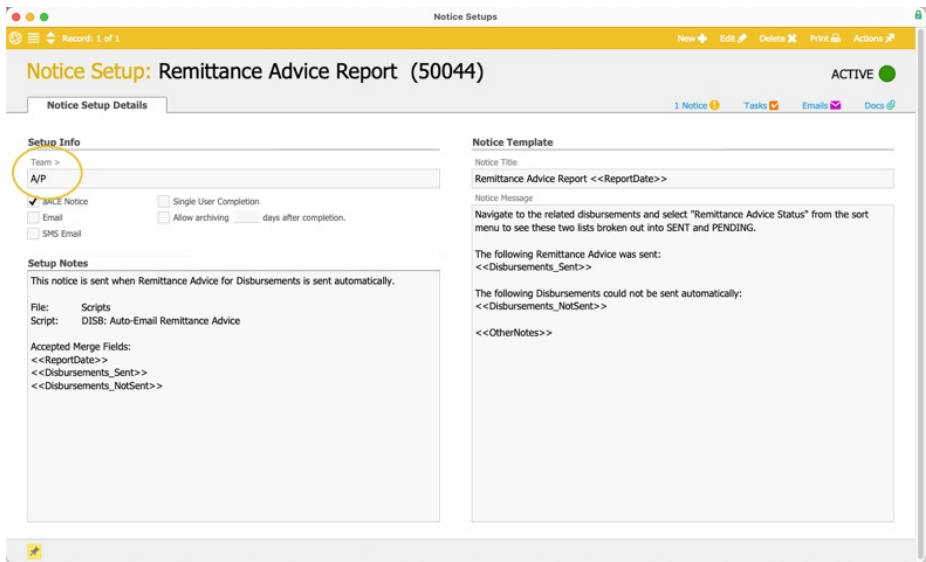 Notice Setups
Record: 1 of 1
New Edit Delete Print Actions
Notice Setup: Remittance Advice Report (50044)
ACTIVE
Notice Setup Details
1 Notice Tasks Emails Docs
Setup Info
Team >
A/P
aACE Notice
Single User Completion
Email
Allow archiving days after completion.
SMS Email
Setup Notes
This notice is sent when Remittance Advice for Disbursements is sent automatically.
File: Scripts
Script: DISB: Auto-Email Remittance Advice
Accepted Merge Fields:
<<ReportDate>>
<<Disbursements_Sent>>
<<Disbursements_NotSent>>
Notice Template
Notice Title
Remittance Advice Report <<ReportDate>>
Notice Message
Navigate to the related disbursements and select "Remittance Advice Status" from the sort
menu to see these two lists broken out into SENT and PENDING.
The following Remittance Advice was sent:
<<Disbursements_Sent>>
The following Disbursements could not be sent automatically:
<<Disbursements_NotSent>>
<<OtherNotes>>